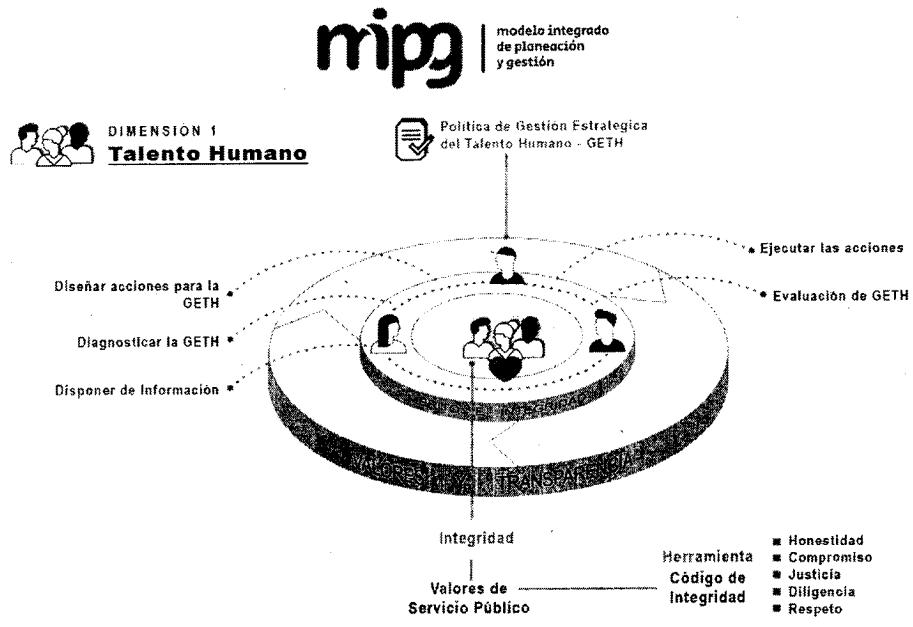 mipg
modelo integrado
de planeación
y gestión
DIMENSIÓN 1
Talento Humano
Política de Gestión Estrategica
del Talento Humano - GETH
Ejecutar las acciones
Diseñar acciones para la
GETH
Evaluación de GETH
Diagnosticar la GETH
Disponer de Información
INTEGRIDAD
VALORES
TRANSPARENCIA
Integridad
Valores de
Servicio Público
Herramienta
Código de
Integridad
Honestidad
Compromiso
Justicia
Diligencia
Respeto